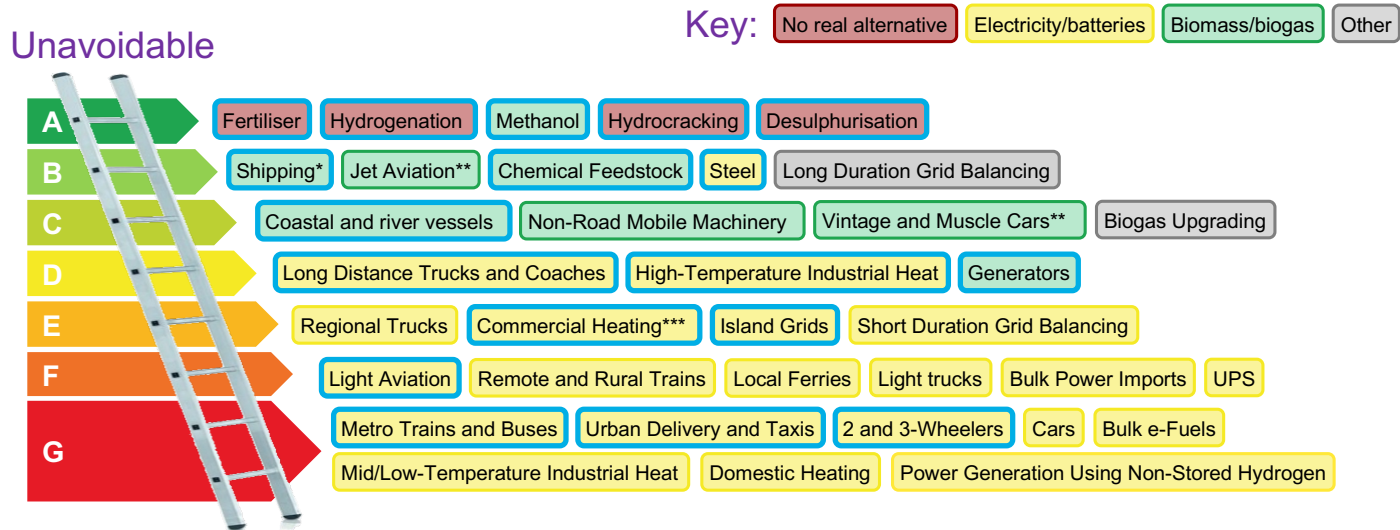 Key: No real alternative Electricity/batteries Biomass/biogas Other
Unavoidable
A Fertiliser Hydrogenation Methanol Hydrocracking Desulphurisation
B Shipping* Jet Aviation** Chemical Feedstock Steel Long Duration Grid Balancing
C Coastal and river vessels Non-Road Mobile Machinery Vintage and Muscle Cars** Biogas Upgrading
D Long Distance Trucks and Coaches High-Temperature Industrial Heat Generators
E Regional Trucks Commercial Heating*** Island Grids Short Duration Grid Balancing
F Light Aviation Remote and Rural Trains Local Ferries Light trucks Bulk Power Imports UPS
G Metro Trains and Buses Urban Delivery and Taxis 2 and 3-Wheelers Cars Bulk e-Fuels
Mid/Low-Temperature Industrial Heat Domestic Heating Power Generation Using Non-Stored Hydrogen